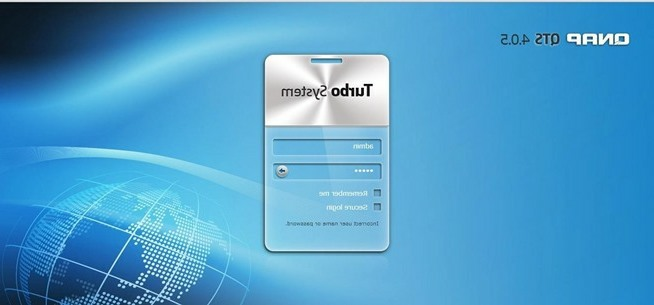 QNAP QTS 4.0.5
Turbo System
admin
•••••
Remember me
Secure login
Incorrect user name or password.